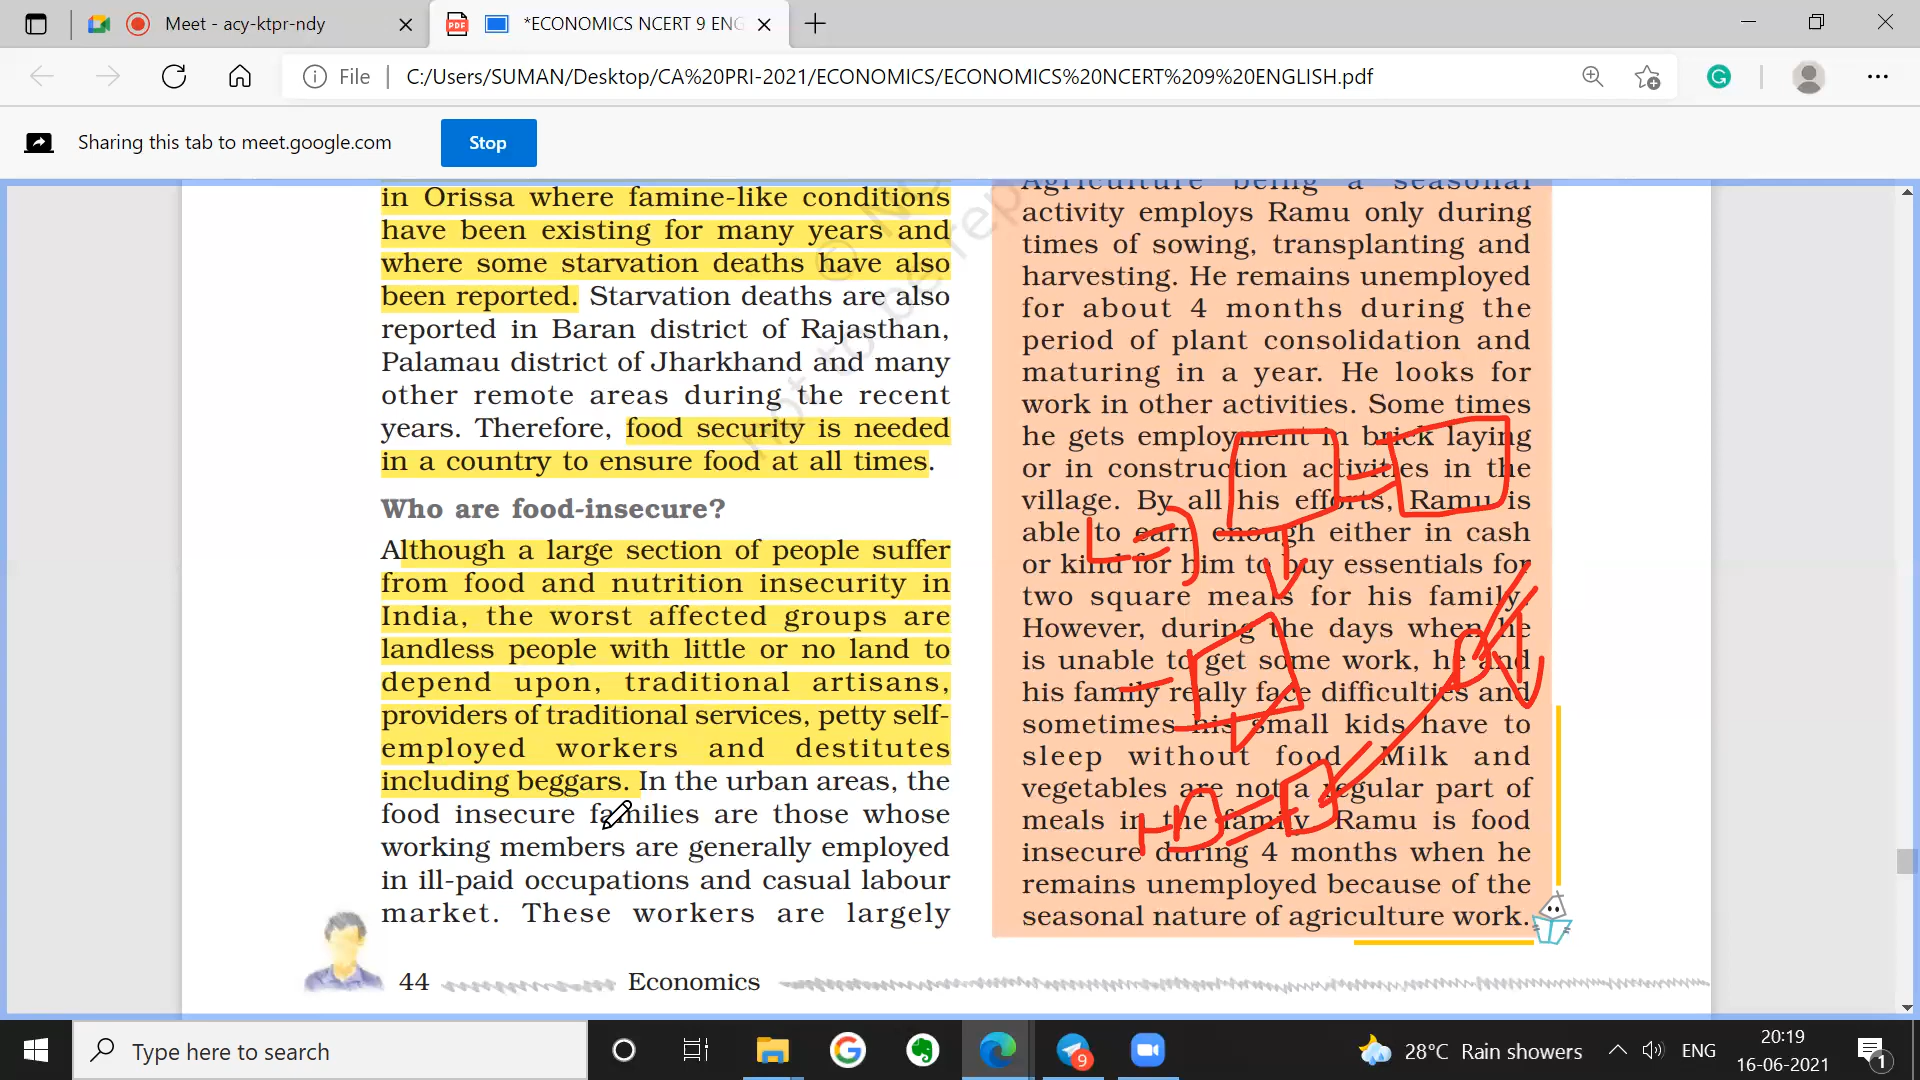 Meet - acy-ktpr-ndy
*ECONOMICS NCERT 9 ENG
File
C:/Users/SUMAN/Desktop/CA%20PRI-2021/ECONOMICS/ECONOMICS%20NCERT%209%20ENGLISH.pdf
Sharing this tab to meet.google.com
Stop
in Orissa where famine-like conditions
have been existing for many years and
where some starvation deaths have also
been reported. Starvation deaths are also
reported in Baran district of Rajasthan,
Palamau district of Jharkhand and many
other remote areas during the recent
years. Therefore, food security is needed
in a country to ensure food at all times.
Who are food-insecure?
Although a large section of people suffer
from food and nutrition insecurity in
India, the worst affected groups are
landless people with little or no land to
depend upon, traditional artisans,
providers of traditional services, petty self-
employed workers and destitutes
including beggars. In the urban areas, the
food insecure families are those whose
working members are generally employed
in ill-paid occupations and casual labour
market. These workers are largely
Agriculture being a seasonal
activity employs Ramu only during
times of sowing, transplanting and
harvesting. He remains unemployed
for about 4 months during the
period of plant consolidation and
maturing in a year. He looks for
work in other activities. Some times
he gets employment in brick laying
or in construction activities in the
village. By all his efforts, Ramu is
able to earn enough either in cash
or kind for him to buy essentials for
two square meals for his family.
However, during the days when he
is unable to get some work, he and
his family really face difficulties and
sometimes his small kids have to
sleep without food. Milk and
vegetables are not a regular part of
meals in the family. Ramu is food
insecure during 4 months when he
remains unemployed because of the
seasonal nature of agriculture work.
not to be rep
44
Economics
Type here to search
9
28°C Rain showers
ENG
20:19
16-06-2021
1